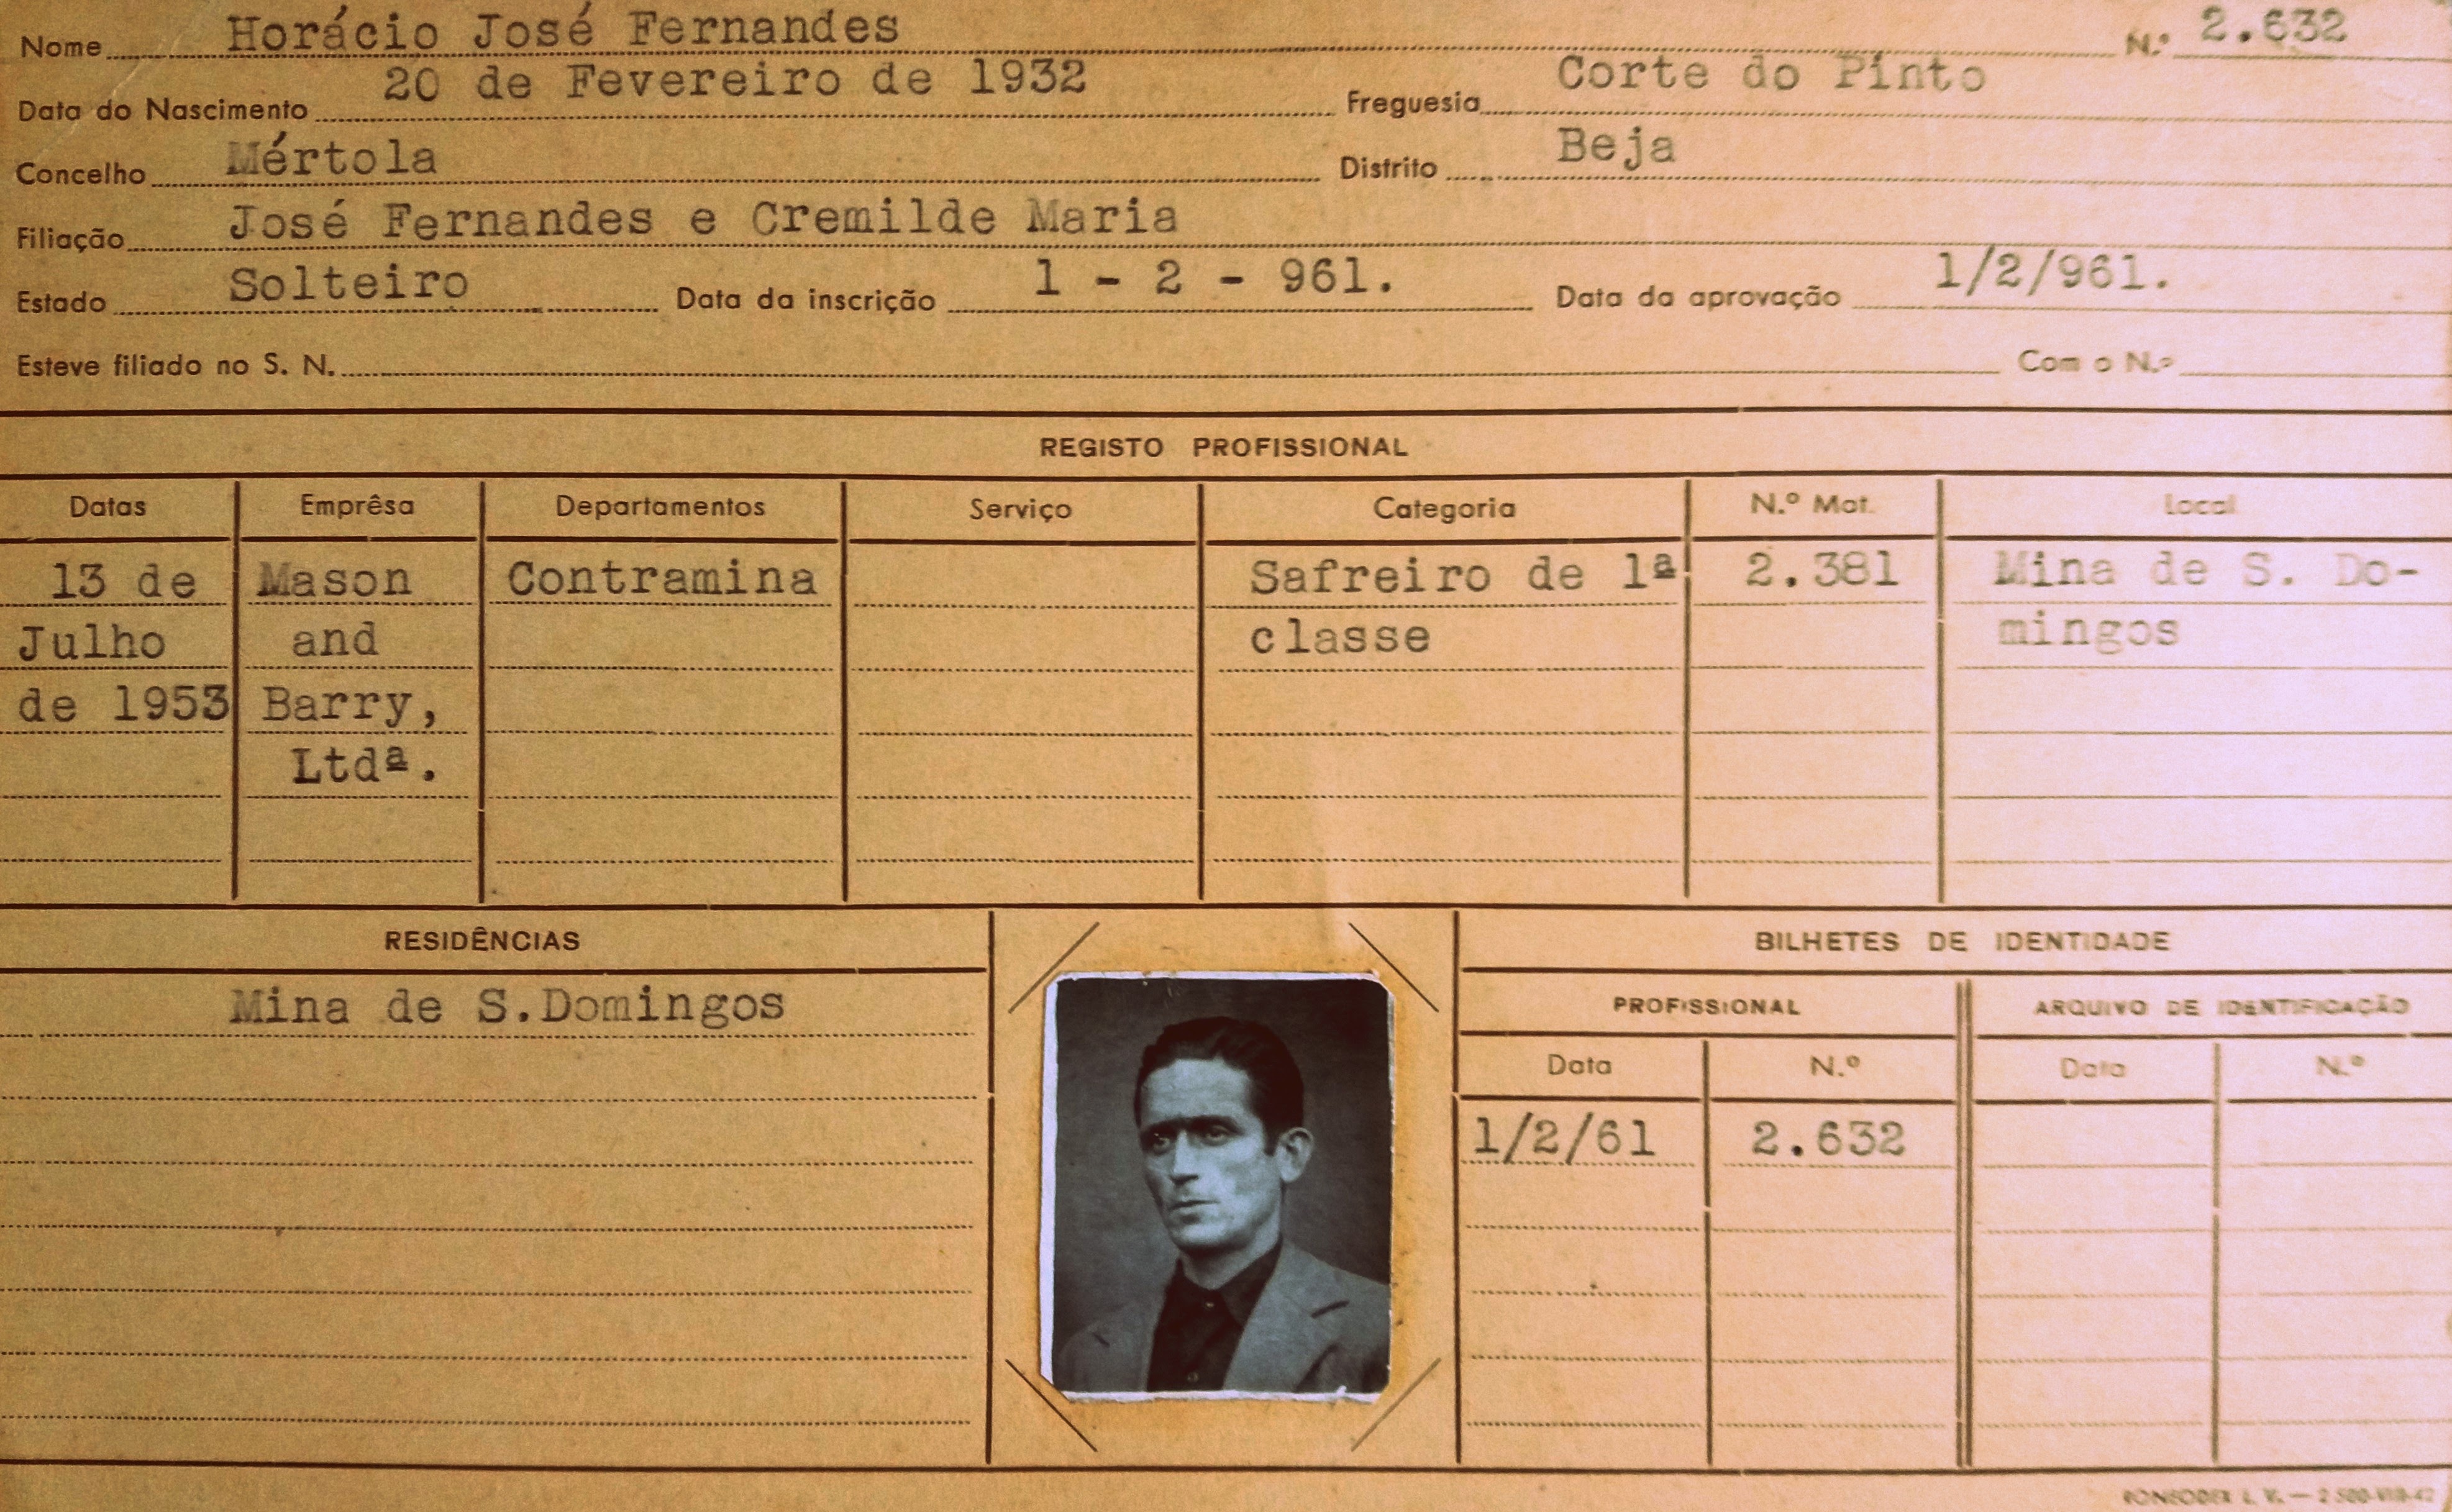 Nome Horácio José Fernandes N.º 2.632
Data do Nascimento 20 de Fevereiro de 1932 Freguesia Corte do Pinto
Concelho Mértola Distrito Beja
Filiação José Fernandes e Cremilde Maria
Estado Solteiro Data da inscrição 1 - 2 - 961. Data da aprovação 1/2/961.
Esteve filiado no S. N. Com o N.º
REGISTO PROFISSIONAL
Datas Emprêsa Departamentos Serviço Categoria N.º Mat. Local
13 de Mason Contramina Safreiro de 1ª 2.381 Mina de S. Do-
Julho and classe mingos
de 1953 Barry,
Ltdª.
RESIDÊNCIAS BILHETES DE IDENTIDADE
Mina de S.Domingos PROFISSIONAL ARQUIVO DE IDENTIFICAÇÃO
Data N.º Data N.º
1/2/61 2.632